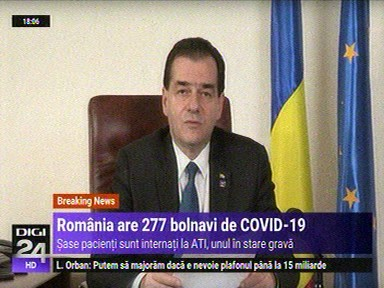 18:06
Breaking News
România are 277 bolnavi de COVID-19
Șase pacienți sunt internați la ATI, unul în stare gravă
DIGI
24
HD
L. Orban: Putem să majorăm dacă e nevoie plafonul până la 15 miliarde